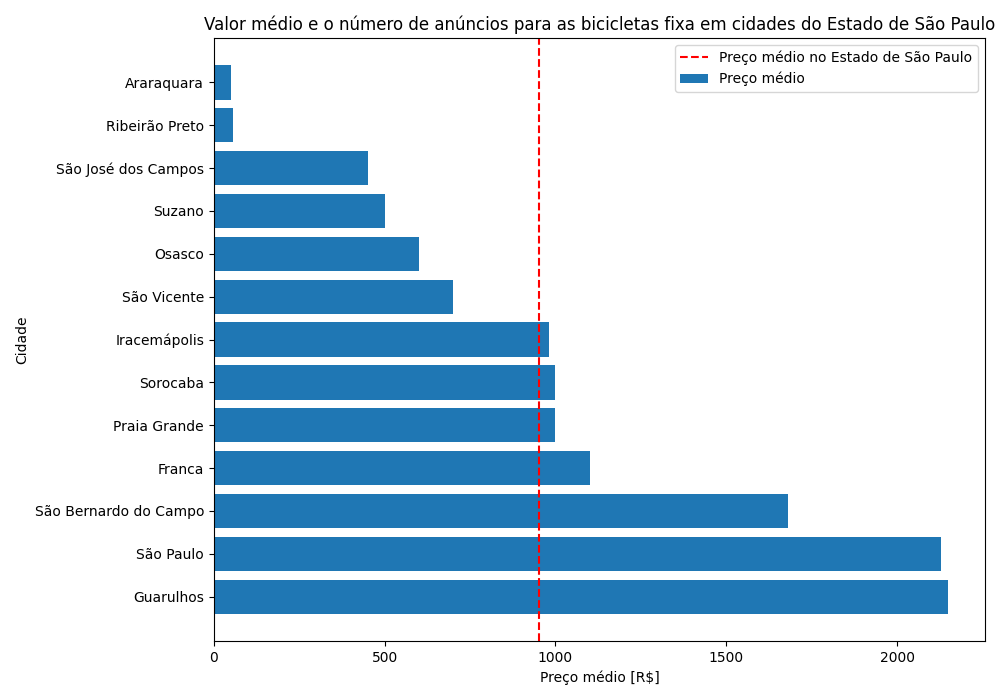 Valor médio e o número de anúncios para as bicicletas fixa em cidades do Estado de São Paulo
Preço médio no Estado de São Paulo
Preço médio
Cidade
Araraquara
Ribeirão Preto
São José dos Campos
Suzano
Osasco
São Vicente
Iracemápolis
Sorocaba
Praia Grande
Franca
São Bernardo do Campo
São Paulo
Guarulhos
0 500 1000 1500 2000
Preço médio [R$]